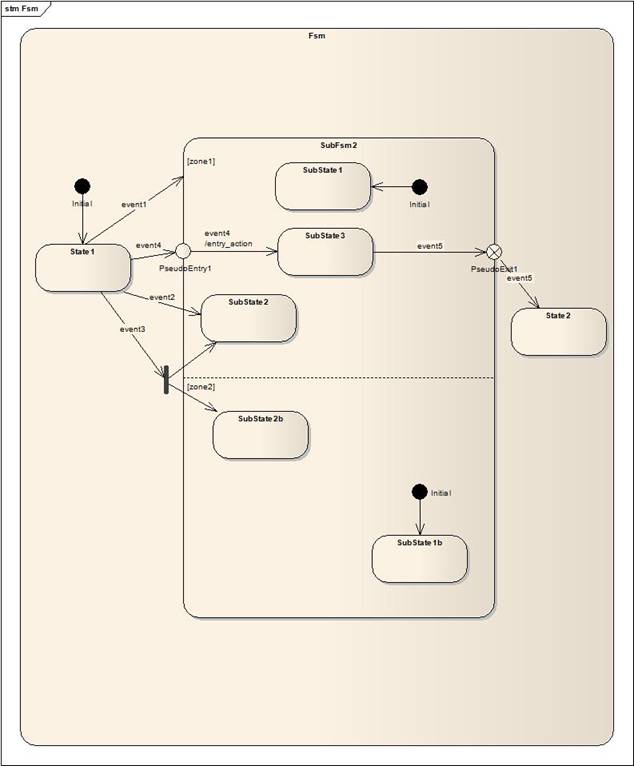 stm Fsm
Fsm
SubFsm2
[zone1]
SubState1
Initial
Initial
event1
event4
/entry_action
SubState3
event4
event5
State1
PseudoEntry1
PseudoExit1
event5
event2
SubState2
State2
event3
[zone2]
SubState2b
Initial
SubState1b